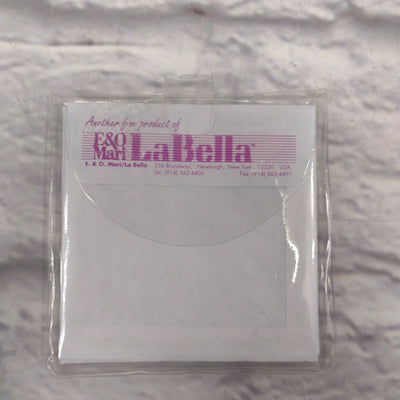 Another fine product of
E&O
Mari LaBella
E. & O. Mari/La Bella 256 Broadway, Newburgh, New York, 12550 USA
Tel: (914) 562-4400 Fax: (914) 562-4491